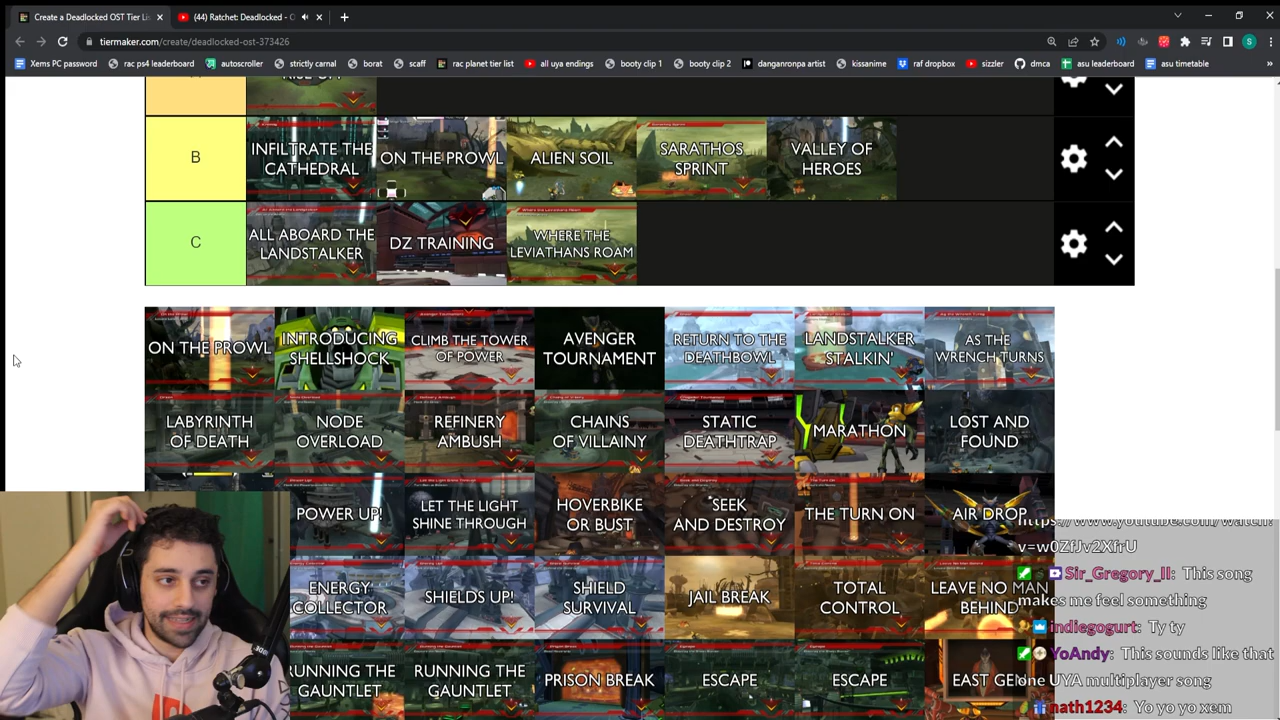 Create a Deadlocked OST Tier Lis
(44) Ratchet: Deadlocked - O
tiermaker.com/create/deadlocked-ost-373426
S
Xems PC password
rac ps4 leaderboard
autoscroller
strictly carnal
borat
scaff
rac planet tier list
all uya endings
booty clip 1
booty clip 2
danganronpa artist
kissanime
raf dropbox
sizzler
dmca
asu leaderboard
asu timetable
B
INFILTRATE THE CATHEDRAL
ON THE PROWL
ALIEN SOIL
SARATHOS SPRINT
VALLEY OF HEROES
C
ALL ABOARD THE LANDSTALKER
DZ TRAINING
WHERE THE LEVIATHANS ROAM
ON THE PROWL
INTRODUCING SHELLSHOCK
CLIMB THE TOWER OF POWER
AVENGER TOURNAMENT
RETURN TO THE DEATHBOWL
LANDSTALKER STALKIN'
AS THE WRENCH TURNS
LABYRINTH OF DEATH
NODE OVERLOAD
REFINERY AMBUSH
CHAINS OF VILLAINY
STATIC DEATHTRAP
MARATHON
LOST AND FOUND
POWER UP!
LET THE LIGHT SHINE THROUGH
HOVERBIKE OR BUST
SEEK AND DESTROY
THE TURN ON
AIR DROP
ENERGY COLLECTOR
SHIELDS UP!
SHIELD SURVIVAL
JAIL BREAK
TOTAL CONTROL
LEAVE NO MAN BEHIND
RUNNING THE GAUNTLET
RUNNING THE GAUNTLET
PRISON BREAK
ESCAPE
ESCAPE
EAST GEN
https://www.youtube.com/watch?
v=w0ZfJv2XfrU
Sir_Gregory_II: This song
makes me feel something
indiegogurt: Ty ty
YoAndy: This sounds like that
one UYA multiplayer song
math1234: Yo yo yo xem